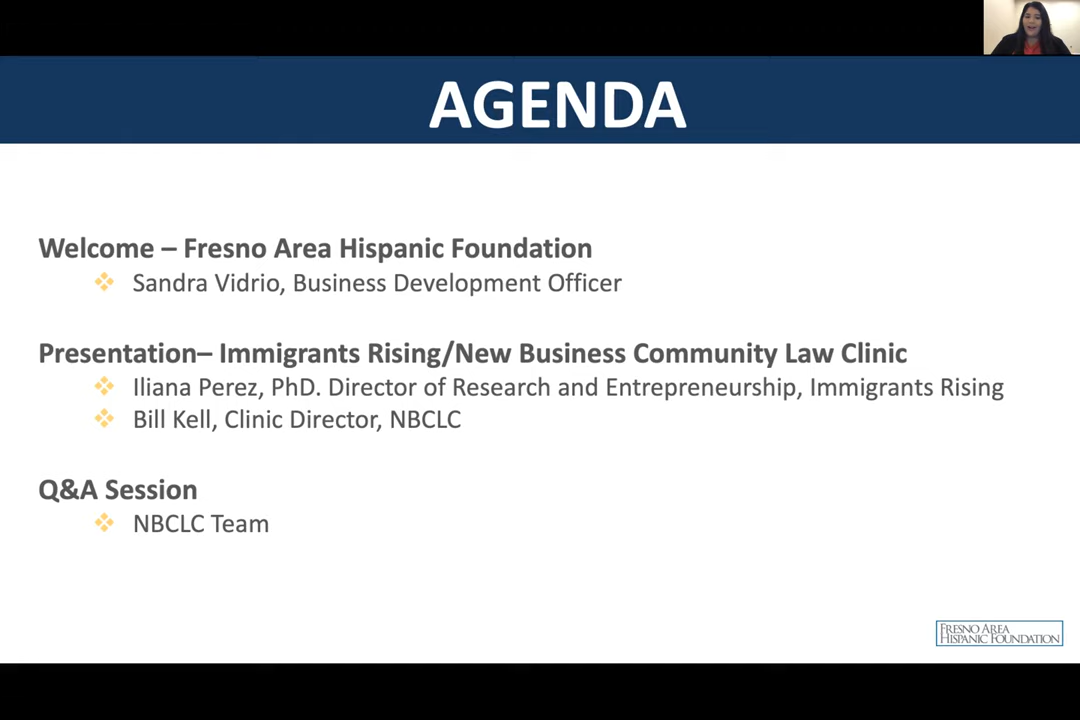 AGENDA
Welcome – Fresno Area Hispanic Foundation
❖ Sandra Vidrio, Business Development Officer
Presentation– Immigrants Rising/New Business Community Law Clinic
❖ Iliana Perez, PhD. Director of Research and Entrepreneurship, Immigrants Rising
❖ Bill Kell, Clinic Director, NBCLC
Q&A Session
❖ NBCLC Team
FRESNO AREA
HISPANIC FOUNDATION